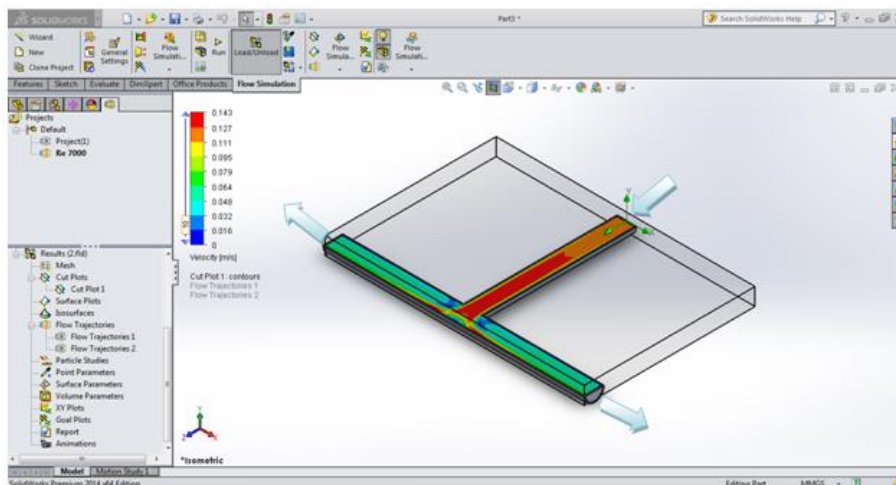 SOLIDWORKS
Part3 *
Search SolidWorks Help
Wizard
New
Clone Project
General Settings
Flow Simulati...
Run
Load/Unload
Flow Simula...
Flow Simulati...
Features Sketch Evaluate DimXpert Office Products Flow Simulation
Projects
Default
Project(1)
Re 7000
Results (2.fld)
Mesh
Cut Plots
Cut Plot 1
Surface Plots
Isosurfaces
Flow Trajectories
Flow Trajectories 1
Flow Trajectories 2
Particle Studies
Point Parameters
Surface Parameters
Volume Parameters
XY Plots
Goal Plots
Report
Animations
0.143
0.127
0.111
0.095
0.079
0.064
0.048
0.032
0.016
0
Velocity [m/s]
Cut Plot 1: contours
Flow Trajectories 1
Flow Trajectories 2
Y
Y
Z
*Isometric
Model Motion Study 1
SolidWorks Premium 2014 x64 Edition
Editing Part
MMGS